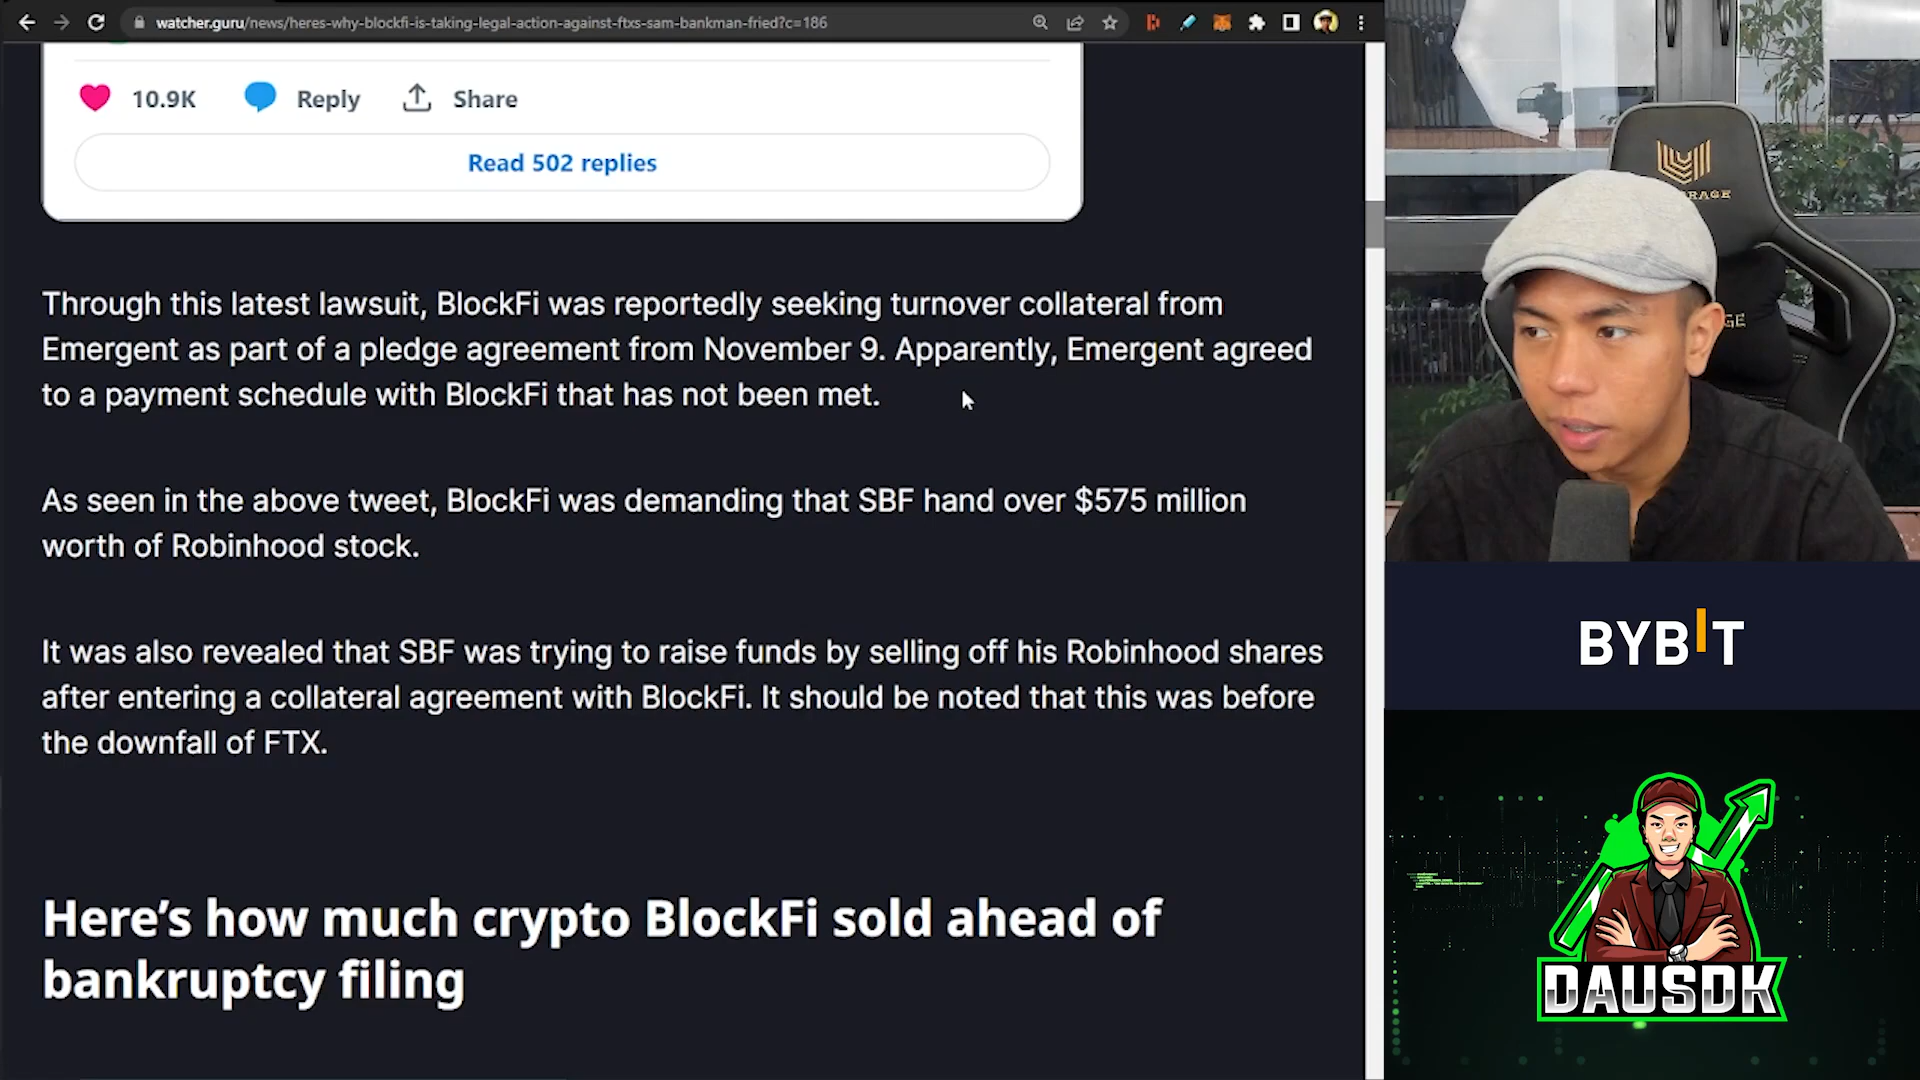 watcher.guru/news/heres-why-blockfi-is-taking-legal-action-against-ftxs-sam-bankman-fried?c=186
10.9K Reply Share
Read 502 replies
Through this latest lawsuit, BlockFi was reportedly seeking turnover collateral from
Emergent as part of a pledge agreement from November 9. Apparently, Emergent agreed
to a payment schedule with BlockFi that has not been met.
As seen in the above tweet, BlockFi was demanding that SBF hand over $575 million
worth of Robinhood stock.
It was also revealed that SBF was trying to raise funds by selling off his Robinhood shares
after entering a collateral agreement with BlockFi. It should be noted that this was before
the downfall of FTX.
Here's how much crypto BlockFi sold ahead of
bankruptcy filing
BYBIT
DAUSDK